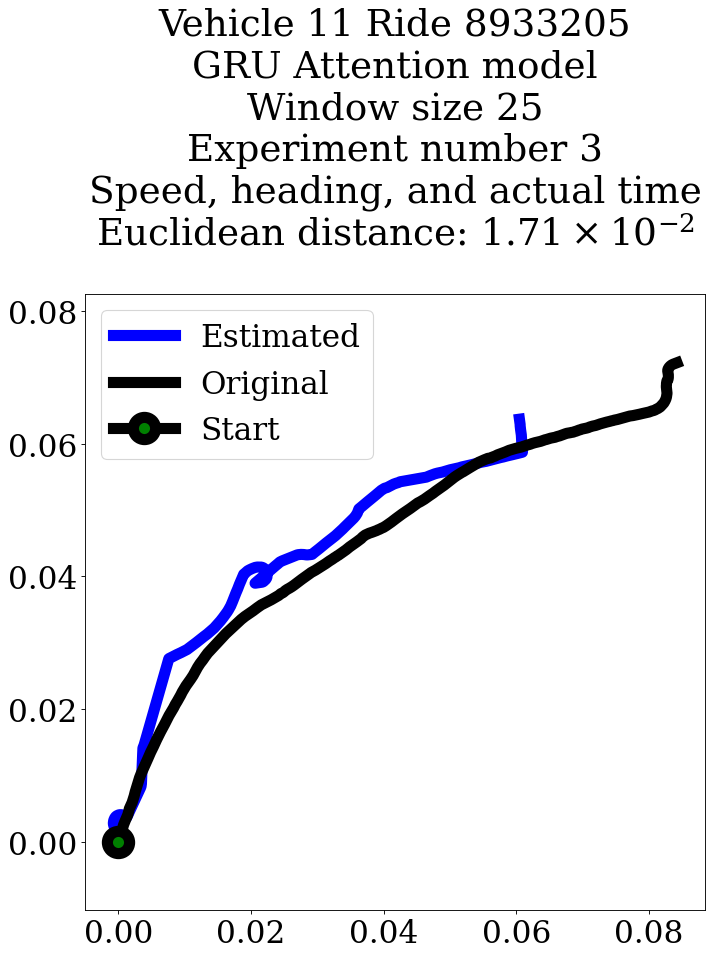 Vehicle 11 Ride 8933205
GRU Attention model
Window size 25
Experiment number 3
Speed, heading, and actual time
Euclidean distance: 1.71 × 10⁻²
Estimated
Original
Start
0.08
0.06
0.04
0.02
0.00
0.00 0.02 0.04 0.06 0.08